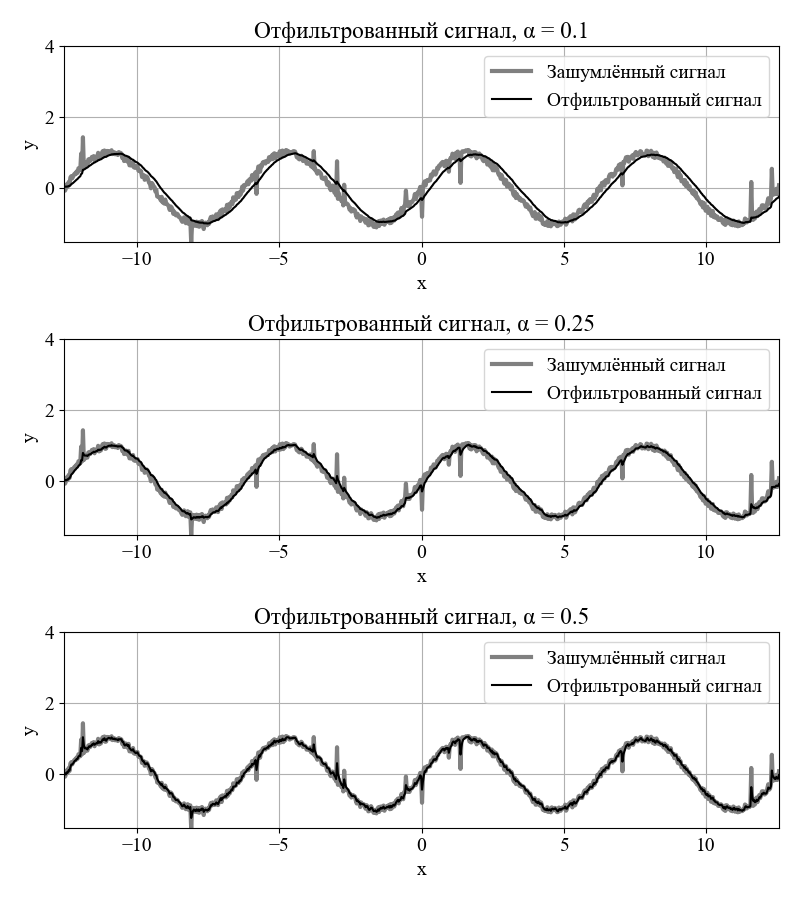 Отфильтрованный сигнал, α = 0.1
4
2
0
y
Зашумлённый сигнал
Отфильтрованный сигнал
−10 −5 0 5 10
x
Отфильтрованный сигнал, α = 0.25
4
2
0
y
Зашумлённый сигнал
Отфильтрованный сигнал
−10 −5 0 5 10
x
Отфильтрованный сигнал, α = 0.5
4
2
0
y
Зашумлённый сигнал
Отфильтрованный сигнал
−10 −5 0 5 10
x